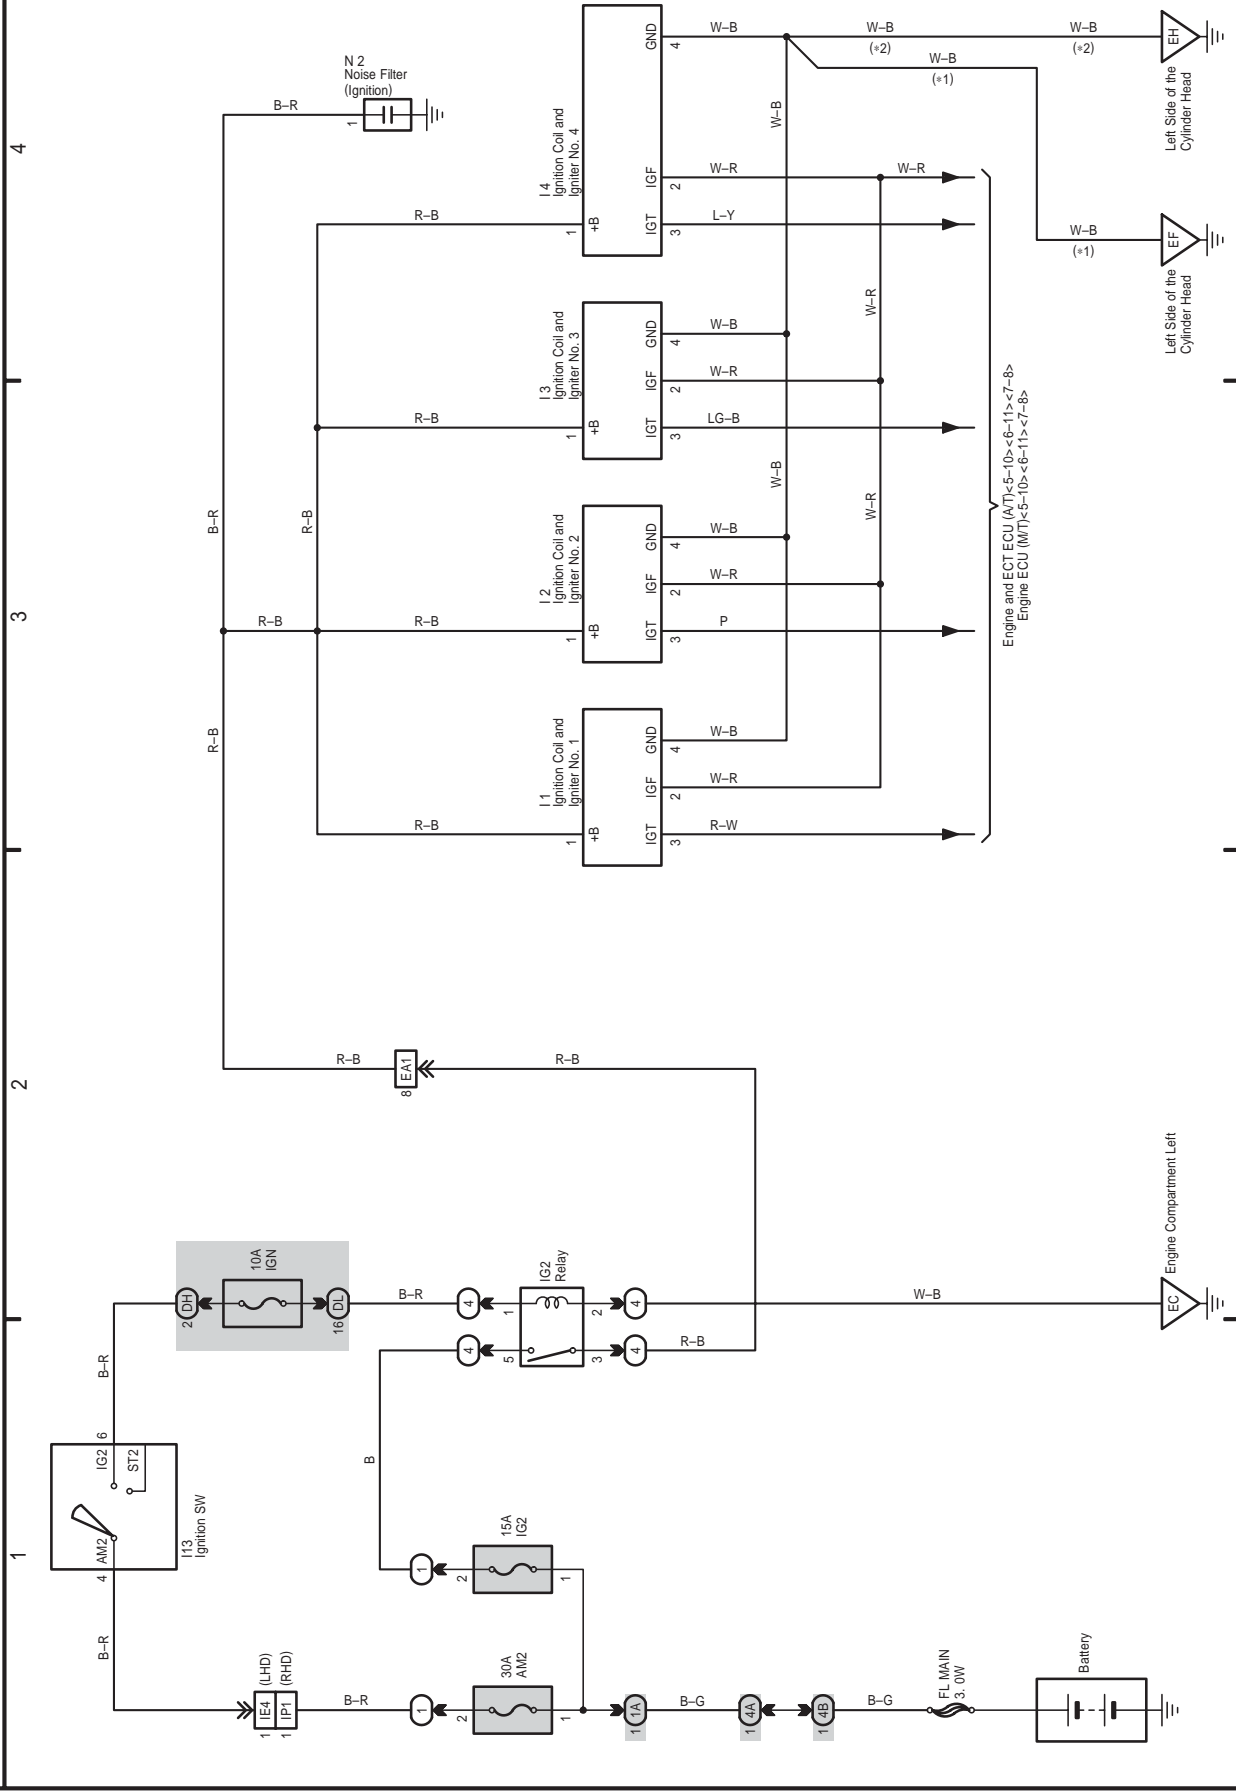 4
3
2
1
N 2
Noise Filter
(Ignition)
B–R
1
I 4
Ignition Coil and
Igniter No. 4
GND
4
IGF
2
IGT
3
+B
1
R–B
W–B
W–B
(*2)
W–B
(*2)
W–B
(*1)
W–B
(*1)
W–B
W–R
W–R
L–Y
EH
Left Side of the
Cylinder Head
EF
Left Side of the
Cylinder Head
I 3
Ignition Coil and
Igniter No. 3
GND
4
IGF
2
IGT
3
+B
1
R–B
W–B
W–R
LG–B
W–R
W–B
B–R
R–B
I 2
Ignition Coil and
Igniter No. 2
GND
4
IGF
2
IGT
3
+B
1
R–B
R–B
W–B
W–R
P
W–R
Engine and ECT ECU (A/T)<5–10><6–11><7–8>
Engine ECU (M/T)<5–10><6–11><7–8>
R–B
I 1
Ignition Coil and
Igniter No. 1
GND
4
IGF
2
IGT
3
+B
1
R–B
W–B
W–R
R–W
R–B
8
EA1
R–B
10A
IGN
2
DH
16
DL
B–R
4
1
IG2
Relay
2
4
W–B
EC
Engine Compartment Left
4
5
3
4
R–B
B–R
6
IG2
ST2
AM2
4
I13
Ignition SW
B
1
2
15A
IG2
1
B–R
1
IE4
(LHD)
1
IP1
(RHD)
B–R
1
2
30A
AM2
1
1
1A
B–G
1
4A
1
4B
B–G
FL MAIN
3. 0W
Battery